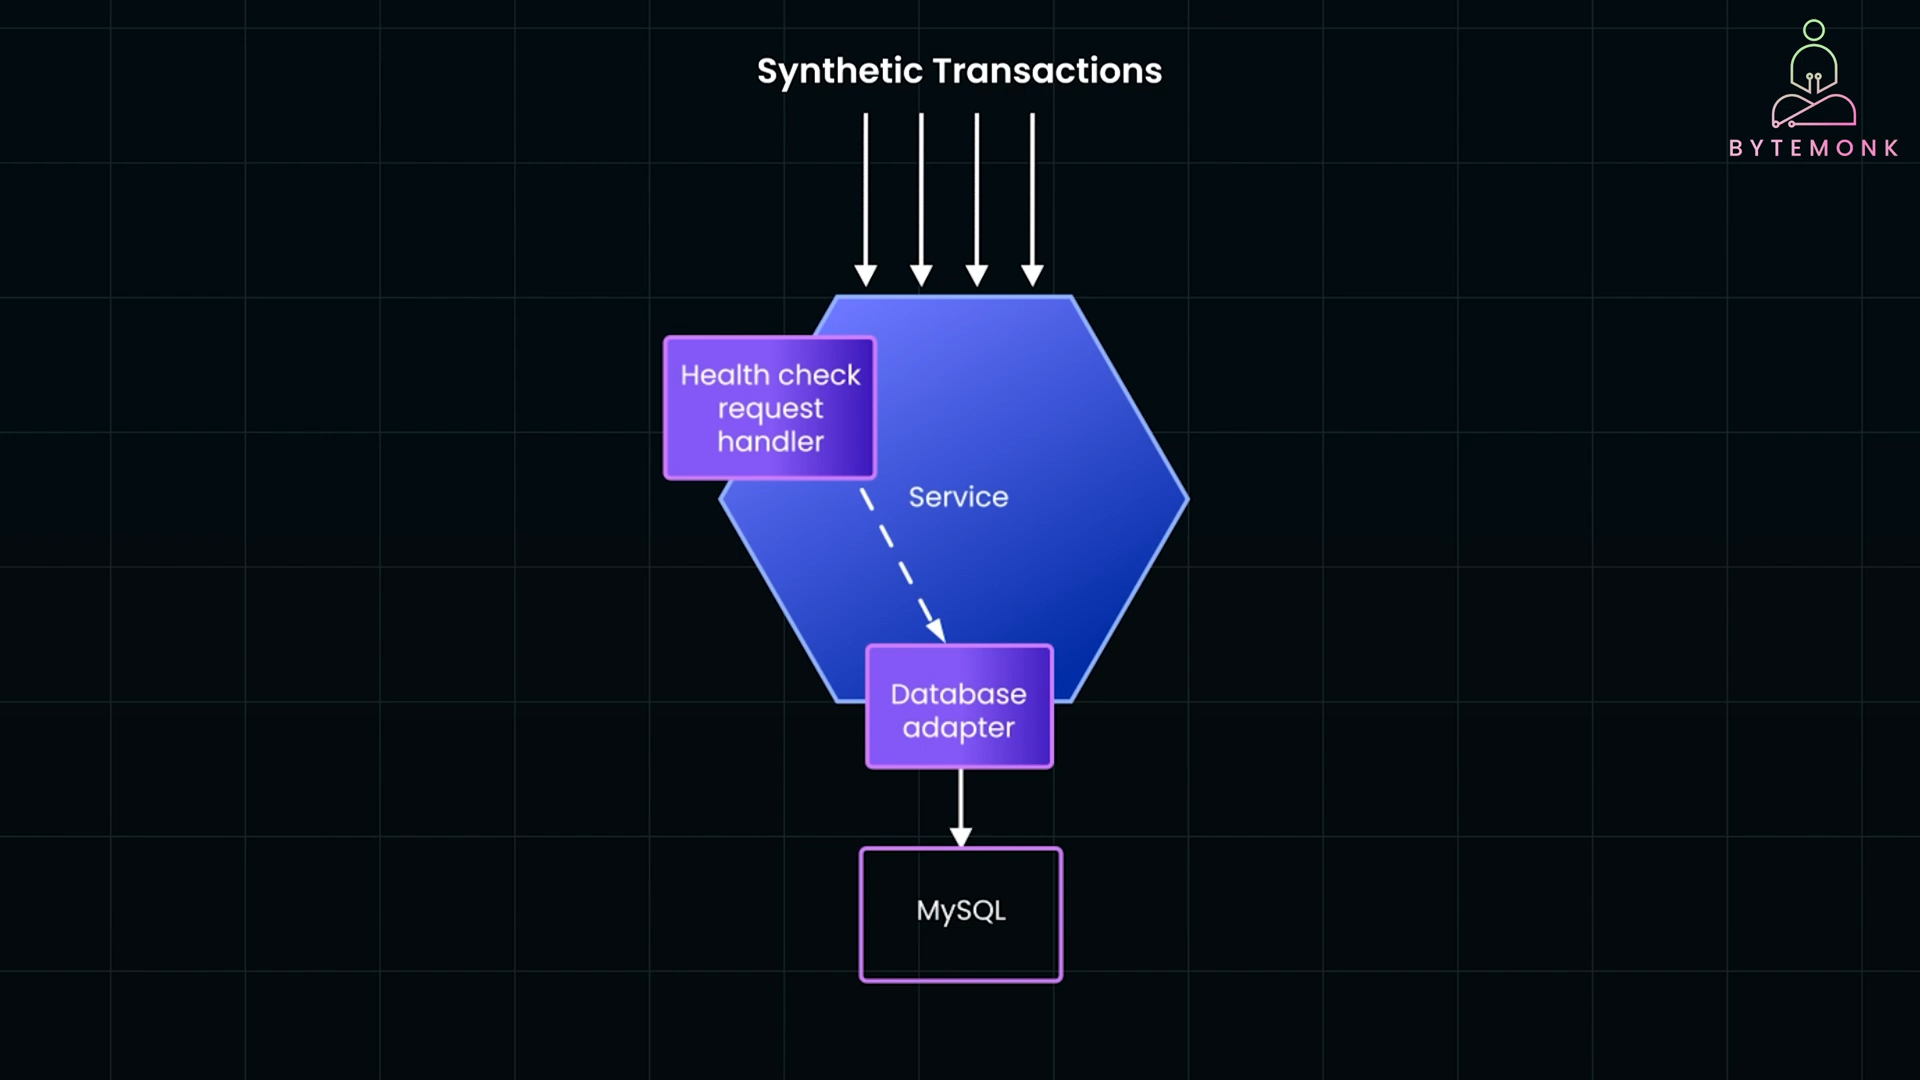 Synthetic Transactions
BYTEMONK
Health check
request
handler
Service
Database
adapter
MySQL